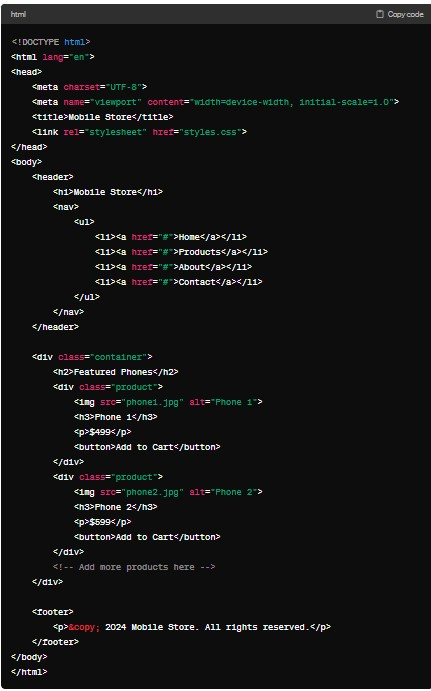 html
Copy code
<!DOCTYPE html>
<html lang="en">
<head>
    <meta charset="UTF-8">
    <meta name="viewport" content="width=device-width, initial-scale=1.0">
    <title>Mobile Store</title>
    <link rel="stylesheet" href="styles.css">
</head>
<body>
    <header>
        <h1>Mobile Store</h1>
        <nav>
            <ul>
                <li><a href="#">Home</a></li>
                <li><a href="#">Products</a></li>
                <li><a href="#">About</a></li>
                <li><a href="#">Contact</a></li>
            </ul>
        </nav>
    </header>

    <div class="container">
        <h2>Featured Phones</h2>
        <div class="product">
            <img src="phone1.jpg" alt="Phone 1">
            <h3>Phone 1</h3>
            <p>$499</p>
            <button>Add to Cart</button>
        </div>
        <div class="product">
            <img src="phone2.jpg" alt="Phone 2">
            <h3>Phone 2</h3>
            <p>$599</p>
            <button>Add to Cart</button>
        </div>
        <!-- Add more products here -->
    </div>

    <footer>
        <p>&copy; 2024 Mobile Store. All rights reserved.</p>
    </footer>
</body>
</html>